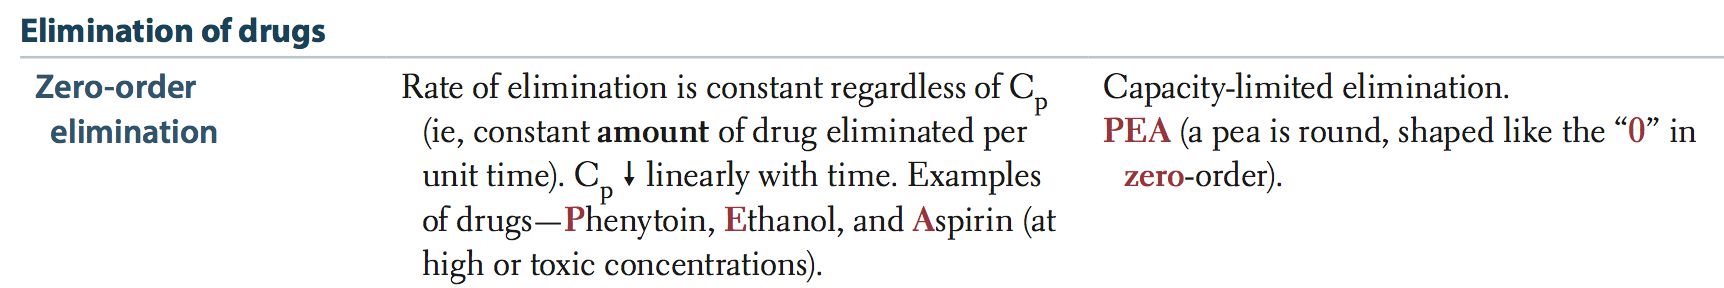 Elimination of drugs
Zero-order
elimination
Rate of elimination is constant regardless of Cp
(ie, constant amount of drug eliminated per
unit time). Cp ↓ linearly with time. Examples
of drugs—Phenytoin, Ethanol, and Aspirin (at
high or toxic concentrations).
Capacity-limited elimination.
PEA (a pea is round, shaped like the “0” in
zero-order).